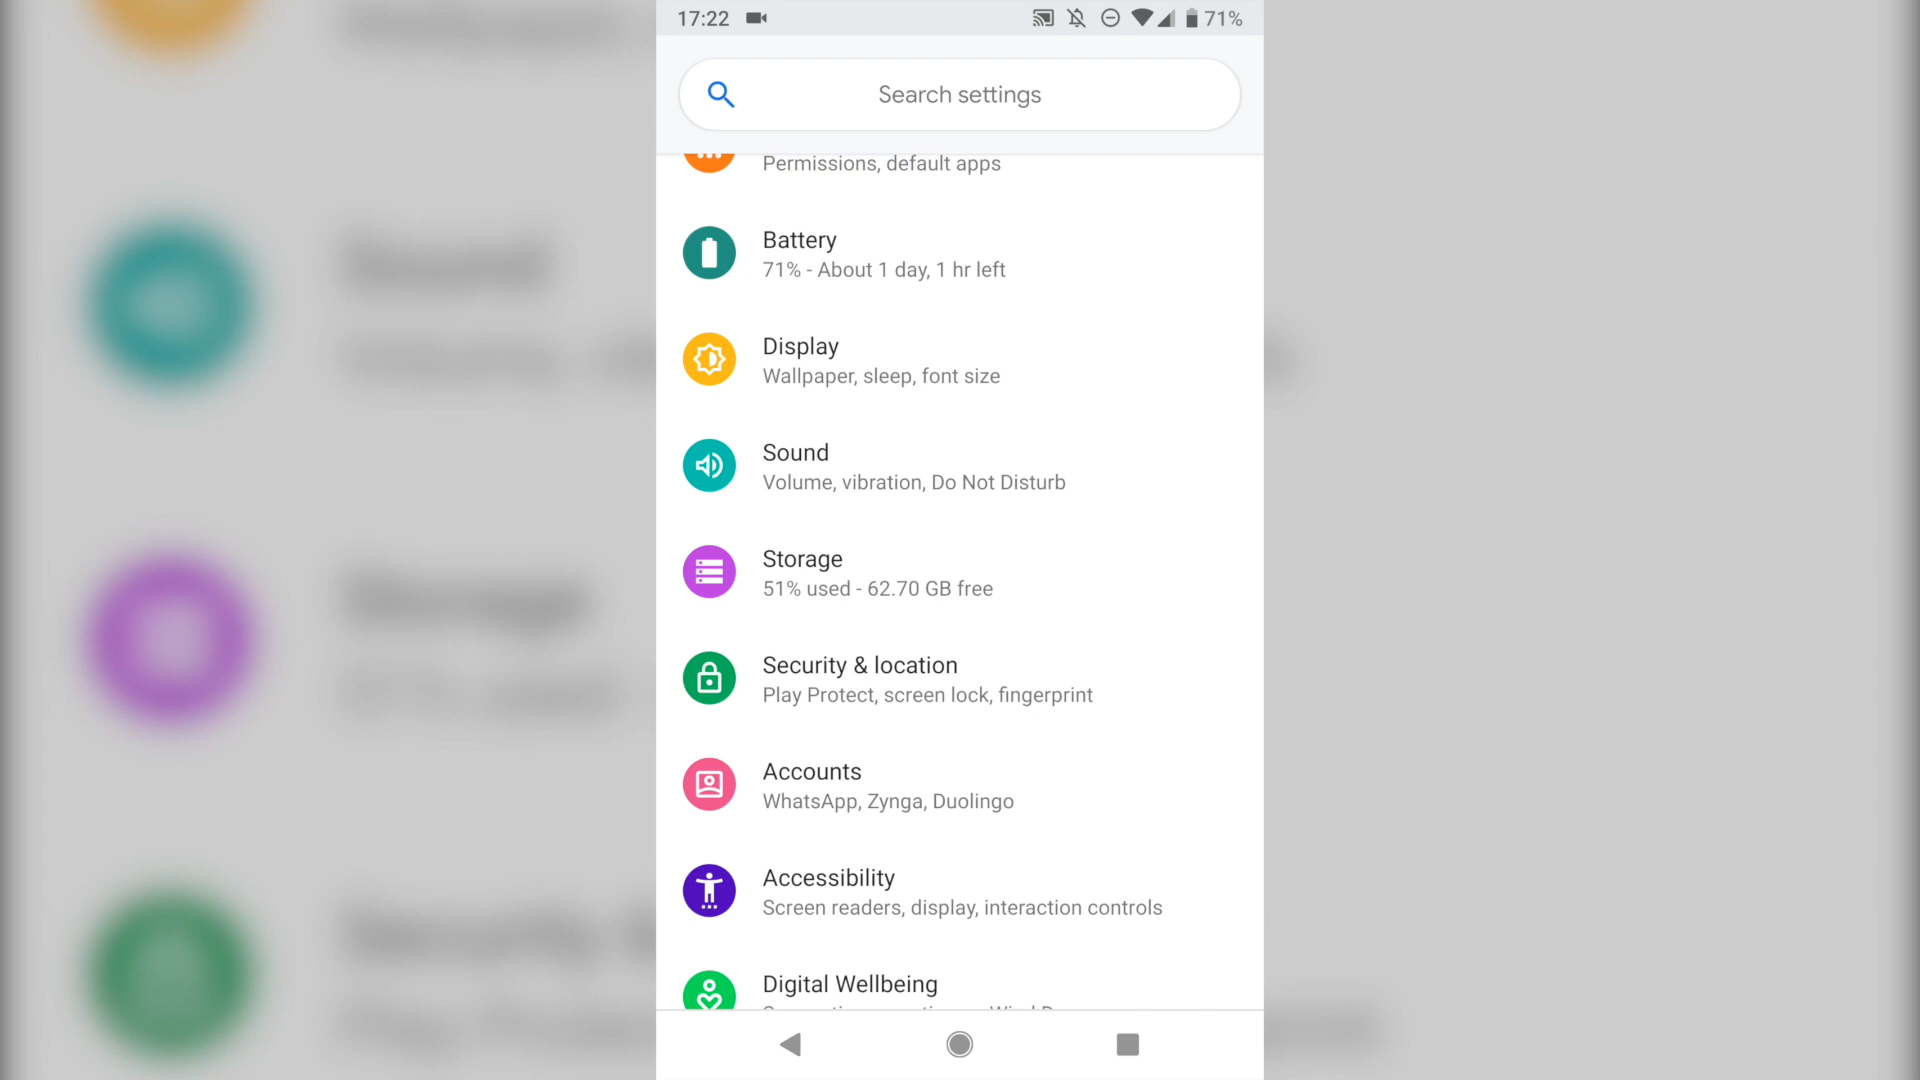 17:22
71%
Search settings
Permissions, default apps
Battery
71% - About 1 day, 1 hr left
Display
Wallpaper, sleep, font size
Sound
Volume, vibration, Do Not Disturb
Storage
51% used - 62.70 GB free
Security & location
Play Protect, screen lock, fingerprint
Accounts
WhatsApp, Zynga, Duolingo
Accessibility
Screen readers, display, interaction controls
Digital Wellbeing